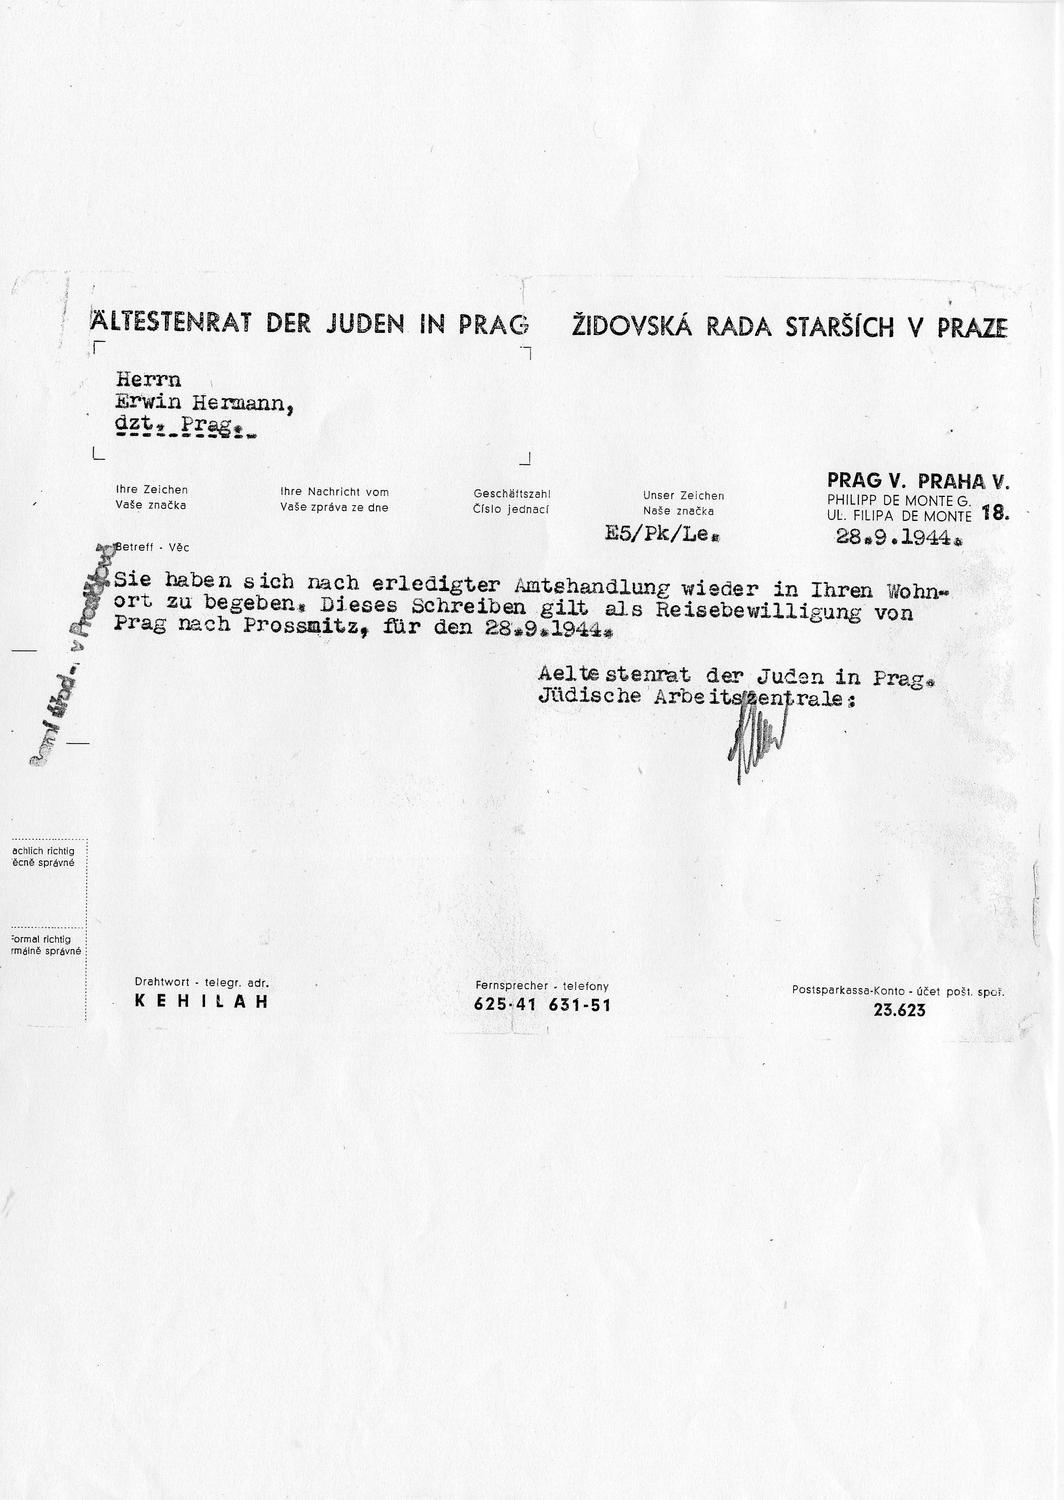 ÄLTESTENRAT DER JUDEN IN PRAG ŽIDOVSKÁ RADA STARŠÍCH V PRAZE
Herrn
Erwin Hermann,
dzt. Prag.
PRAG V. PRAHA V.
PHILIPP DE MONTE G.
UL. FILIPA DE MONTE 18.
Ihre Zeichen
Vaše značka
Ihre Nachricht vom
Vaše zpráva ze dne
Geschäftszahl
Číslo jednací
Unser Zeichen
Naše značka
E5/Pk/Le.
28.9.1944.
Betreff - Věc
Sie haben sich nach erledigter Amtshandlung wieder in Ihren Wohn-
ort zu begeben. Dieses Schreiben gilt als Reisebewilligung von
Prag nach Prossnitz, für den 28.9.1944.
Aeltestenrat der Juden in Prag.
Jüdische Arbeitszentrale:
v Prostějově
achlich richtig
ěcně správné
Formal richtig
rmálně správné
Drahtwort - telegr. adr.
KEHILAH
Fernsprecher - telefony
625-41 631-51
Postsparkassa-Konto - účet pošt. spoř.
23.623